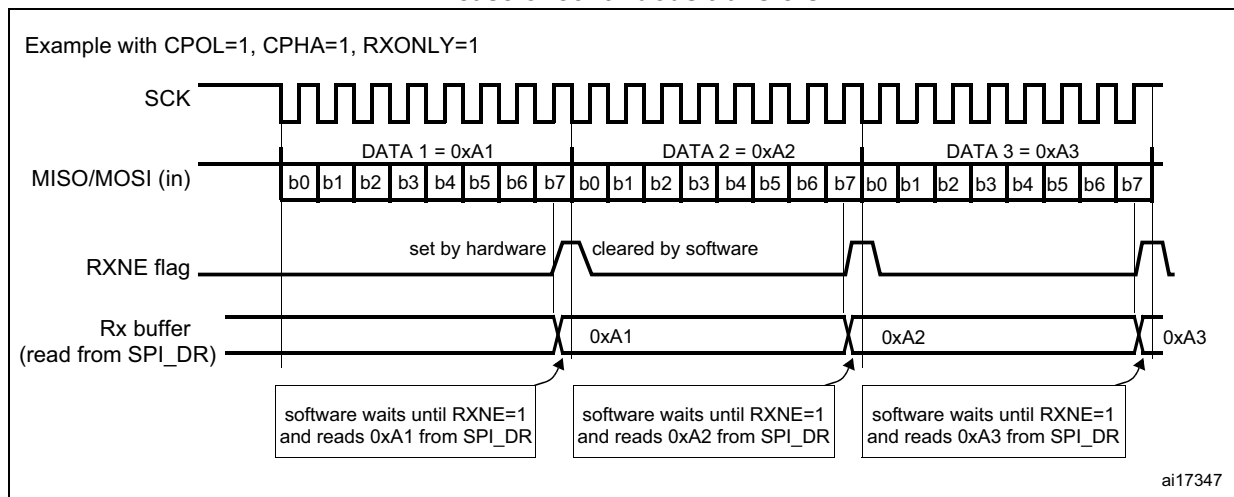 Example with CPOL=1, CPHA=1, RXONLY=1
SCK
DATA 1 = 0xA1 DATA 2 = 0xA2 DATA 3 = 0xA3
MISO/MOSI (in) b0 b1 b2 b3 b4 b5 b6 b7 b0 b1 b2 b3 b4 b5 b6 b7 b0 b1 b2 b3 b4 b5 b6 b7
set by hardware cleared by software
RXNE flag
Rx buffer
(read from SPI_DR)
0xA1 0xA2 0xA3
software waits until RXNE=1
and reads 0xA1 from SPI_DR
software waits until RXNE=1
and reads 0xA2 from SPI_DR
software waits until RXNE=1
and reads 0xA3 from SPI_DR
ai17347